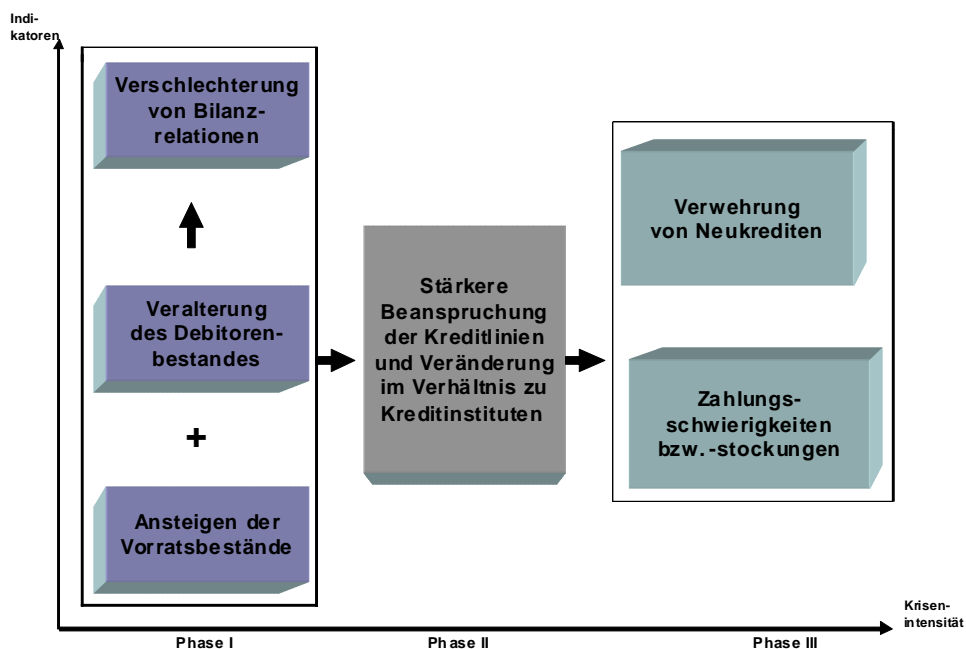 Indi-
katoren
Verschlechterung
von Bilanz-
relationen
Veralterung
des Debitoren-
bestandes
+
Ansteigen der
Vorratsbestände
Stärkere
Beanspruchung
der Kreditlinien
und Veränderung
im Verhältnis zu
Kreditinstituten
Verwehrung
von Neukrediten
Zahlungs-
schwierigkeiten
bzw. -stockungen
Krisen-
intensität
Phase I
Phase II
Phase III